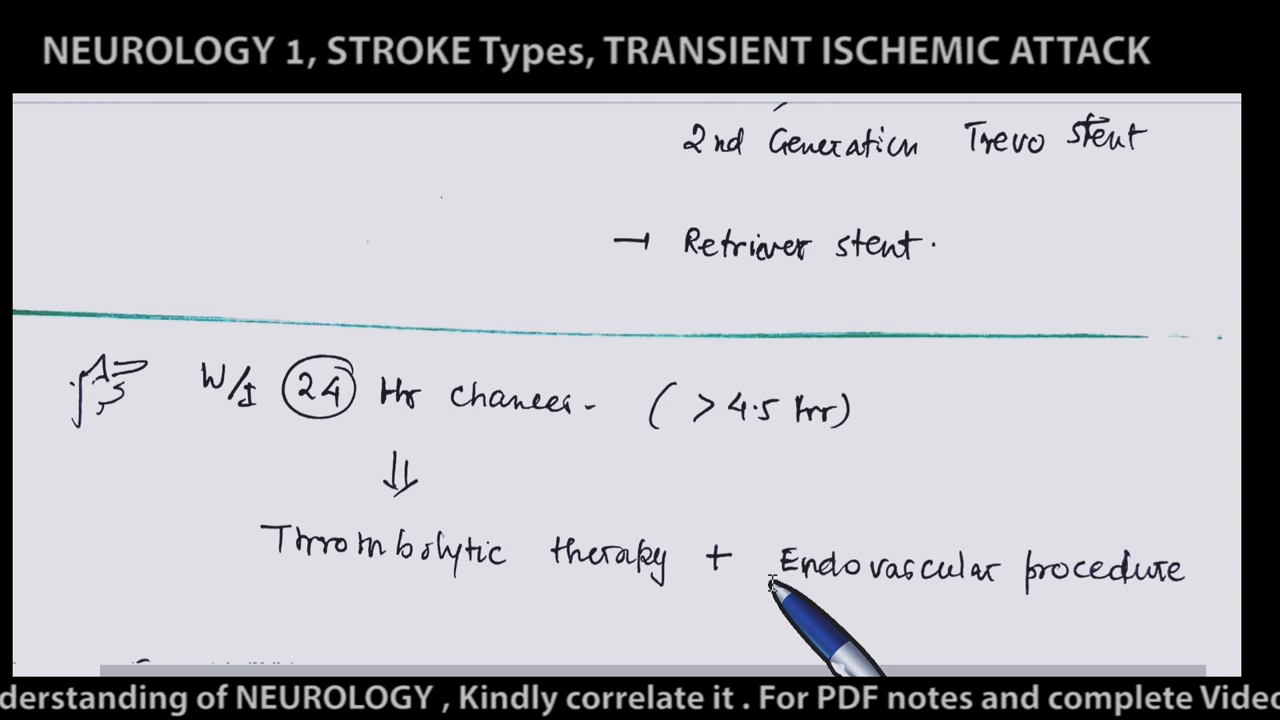 NEUROLOGY 1, STROKE Types, TRANSIENT ISCHEMIC ATTACK
2nd Generation Trevo Stent
→ Retriever stent.
W/I 24 Hr chances. ( > 4.5 hr)
⇓
Thrombolytic therapy + Endovascular procedure
derstanding of NEUROLOGY , Kindly correlate it . For PDF notes and complete Video